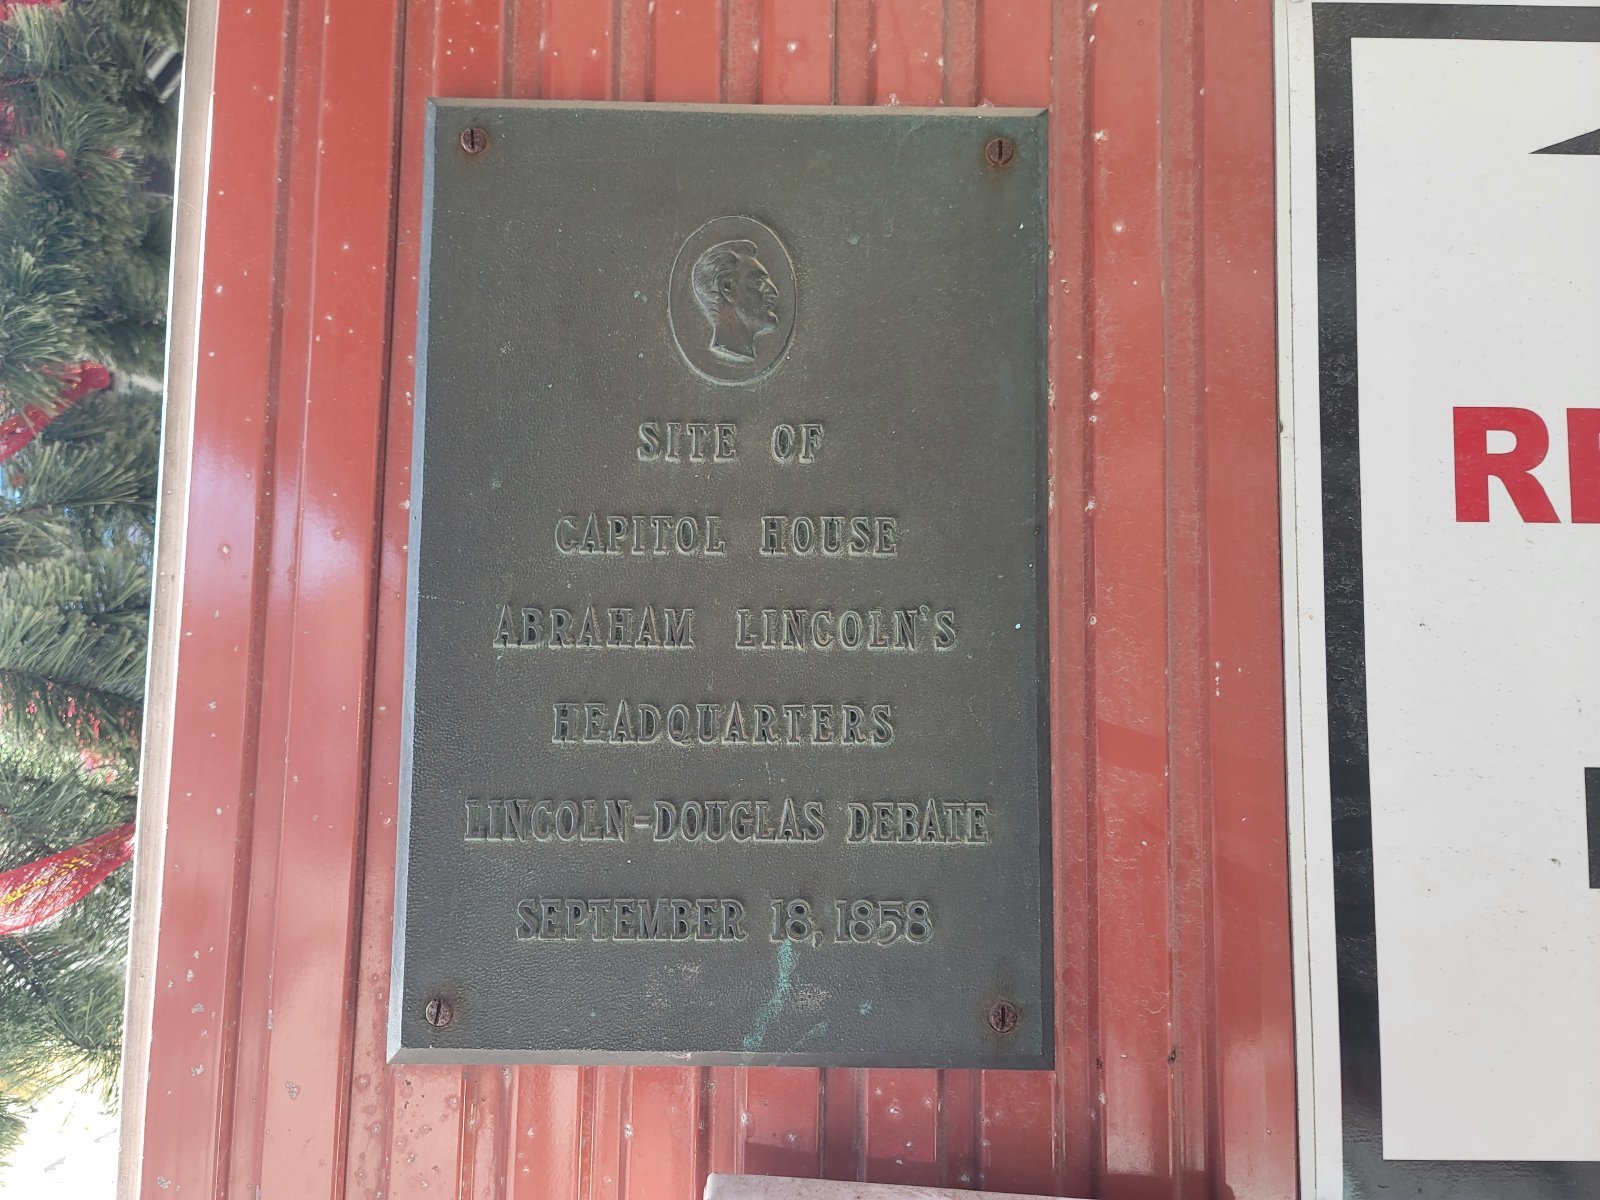 SITE OF
CAPITOL HOUSE
ABRAHAM LINCOLN'S
HEADQUARTERS
LINCOLN-DOUGLAS DEBATE
SEPTEMBER 18, 1858